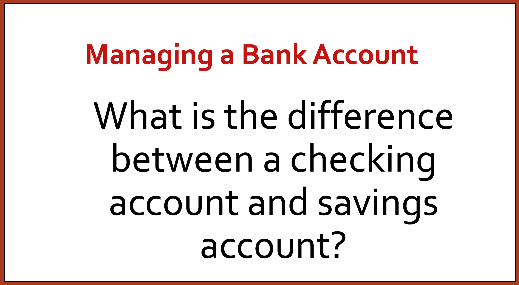 Managing a Bank Account
What is the difference
between a checking
account and savings
account?